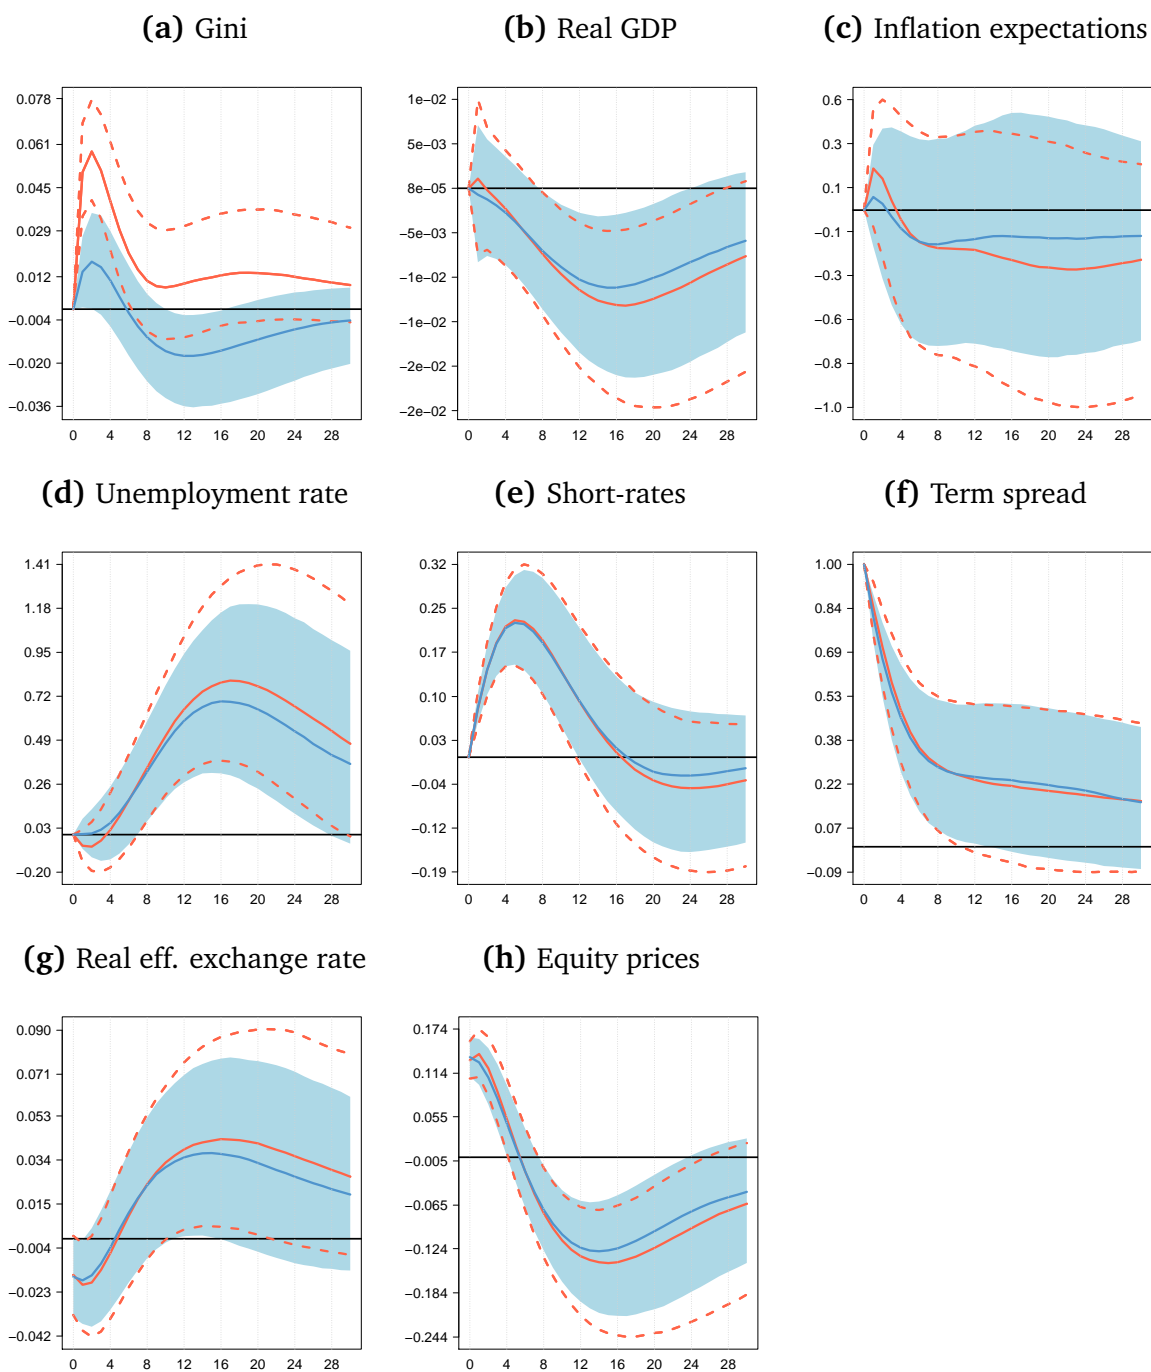 (a) Gini
(b) Real GDP
(c) Inflation expectations
0.078
0.061
0.045
0.029
0.012
−0.004
−0.020
−0.036
0 4 8 12 16 20 24 28
1e−02
5e−03
8e−05
−5e−03
−1e−02
−1e−02
−2e−02
−2e−02
0 4 8 12 16 20 24 28
0.6
0.3
0.1
−0.1
−0.3
−0.6
−0.8
−1.0
0 4 8 12 16 20 24 28
(d) Unemployment rate
(e) Short-rates
(f) Term spread
1.41
1.18
0.95
0.72
0.49
0.26
0.03
−0.20
0 4 8 12 16 20 24 28
0.32
0.25
0.17
0.10
0.03
−0.04
−0.12
−0.19
0 4 8 12 16 20 24 28
1.00
0.84
0.69
0.53
0.38
0.22
0.07
−0.09
0 4 8 12 16 20 24 28
(g) Real eff. exchange rate
(h) Equity prices
0.090
0.071
0.053
0.034
0.015
−0.004
−0.023
−0.042
0 4 8 12 16 20 24 28
0.174
0.114
0.055
−0.005
−0.065
−0.124
−0.184
−0.244
0 4 8 12 16 20 24 28